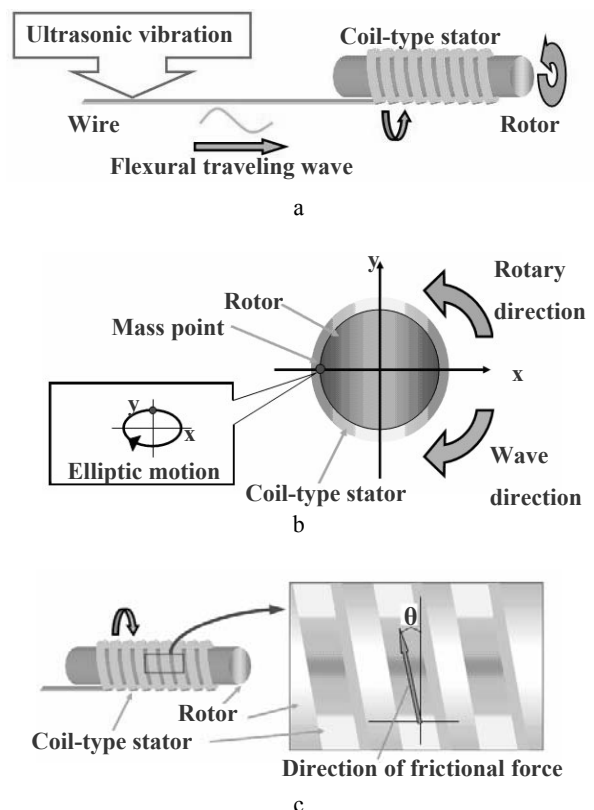 Ultrasonic vibration
Coil-type stator
Wire
Rotor
Flexural traveling wave
a
y
Rotor
Rotary
direction
Mass point
x
y
x
Elliptic motion
Wave
direction
Coil-type stator
b
θ
Rotor
Coil-type stator
Direction of frictional force
c